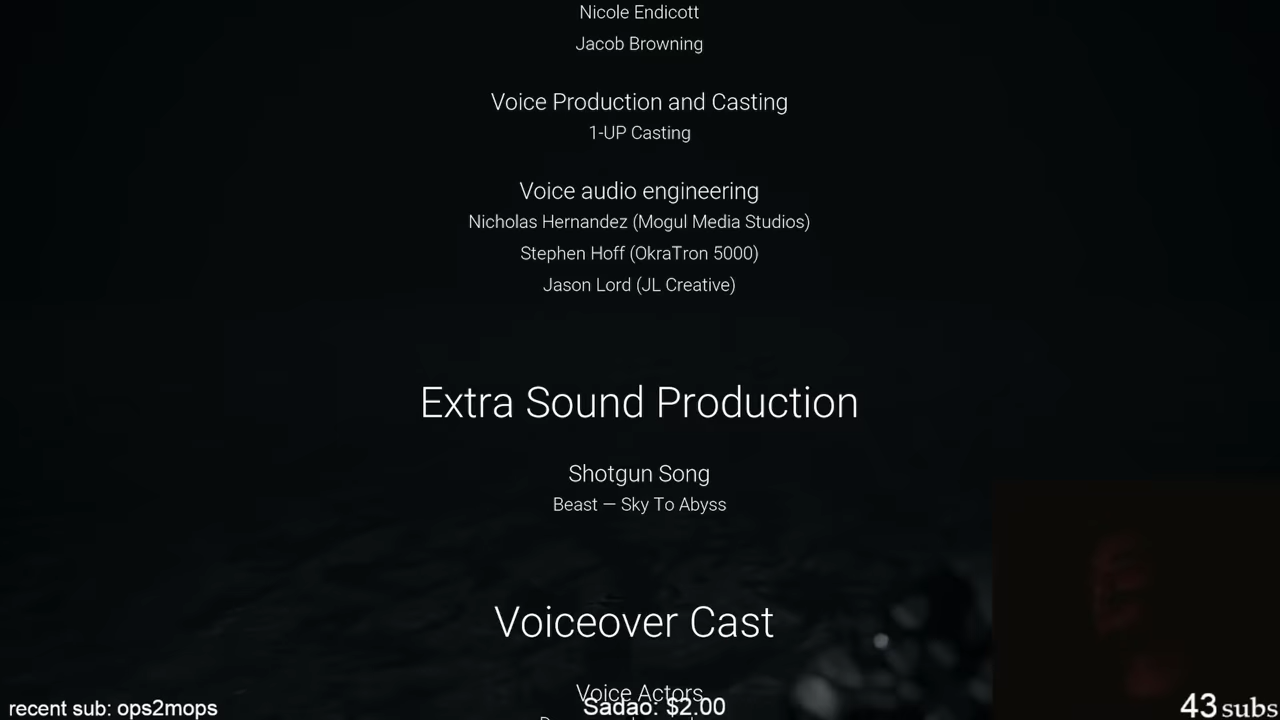 Nicole Endicott
Jacob Browning
Voice Production and Casting
1-UP Casting
Voice audio engineering
Nicholas Hernandez (Mogul Media Studios)
Stephen Hoff (OkraTron 5000)
Jason Lord (JL Creative)
Extra Sound Production
Shotgun Song
Beast — Sky To Abyss
Voiceover Cast
Voice Actors
recent sub: ops2mops
Sadao: $2.00
43 subs